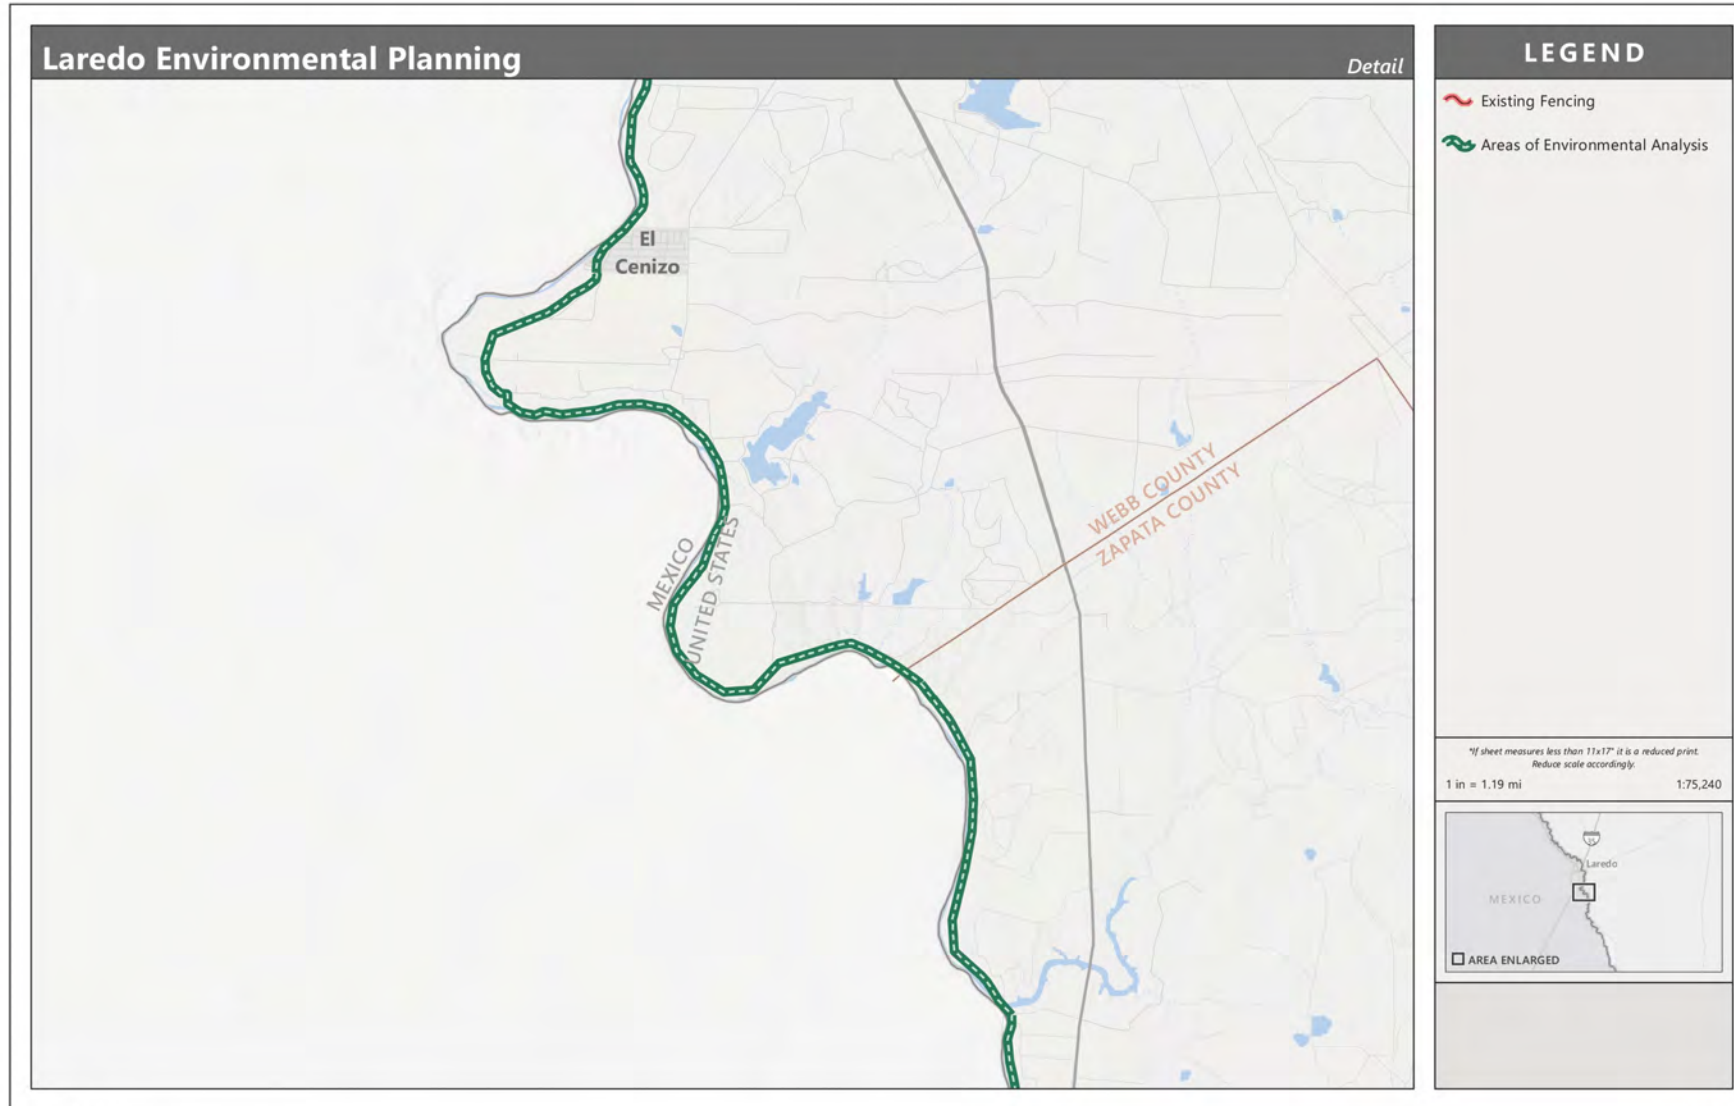 Laredo Environmental Planning
Detail
El
Cenizo
MEXICO
UNITED STATES
WEBB COUNTY
ZAPATA COUNTY
LEGEND
Existing Fencing
Areas of Environmental Analysis
*If sheet measures less than 11x17" it is a reduced print.
Reduce scale accordingly.
1 in = 1.19 mi
1:75,240
35
Laredo
MEXICO
AREA ENLARGED